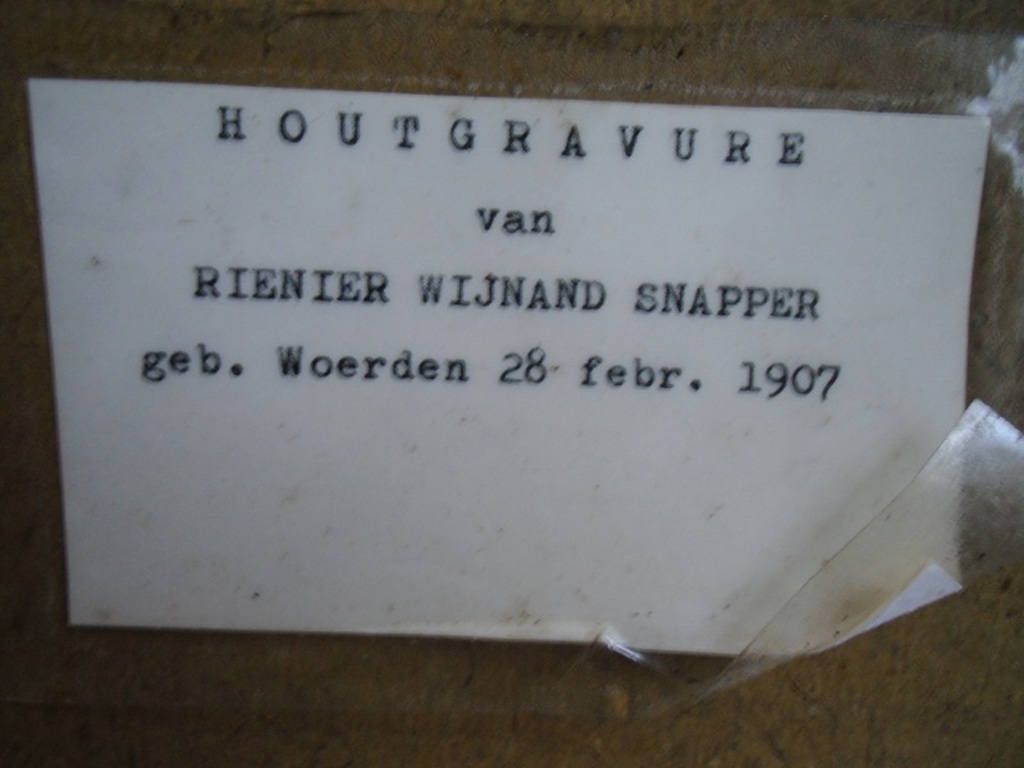 HOUTGRAVURE
van
RIENIER WIJNAND SNAPPER
geb. Woerden 28 febr. 1907